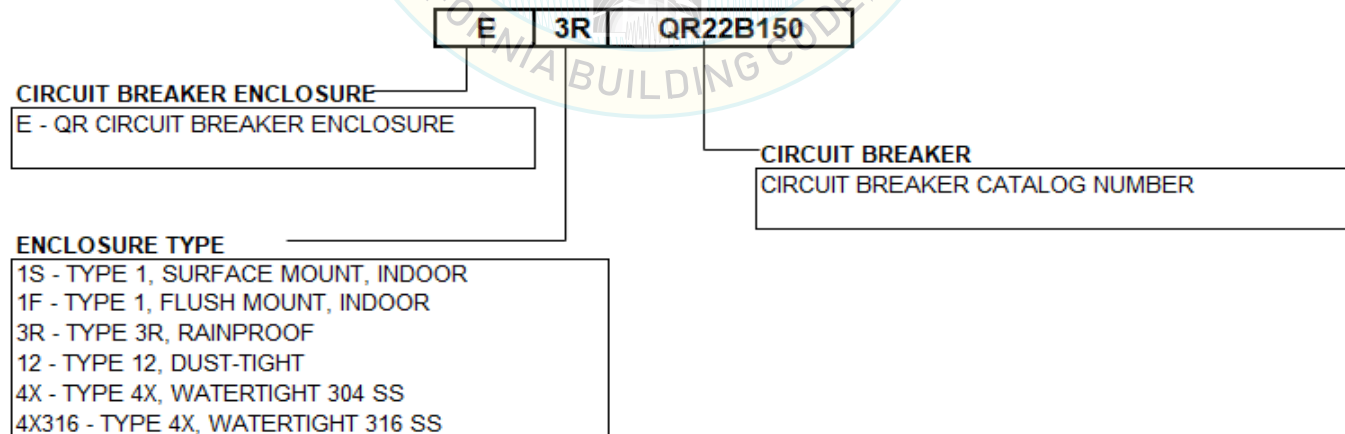 E 3R QR22B150
CIRCUIT BREAKER ENCLOSURE
E - QR CIRCUIT BREAKER ENCLOSURE
CIRCUIT BREAKER
CIRCUIT BREAKER CATALOG NUMBER
ENCLOSURE TYPE
1S - TYPE 1, SURFACE MOUNT, INDOOR
1F - TYPE 1, FLUSH MOUNT, INDOOR
3R - TYPE 3R, RAINPROOF
12 - TYPE 12, DUST-TIGHT
4X - TYPE 4X, WATERTIGHT 304 SS
4X316 - TYPE 4X, WATERTIGHT 316 SS
BUILDING CODE